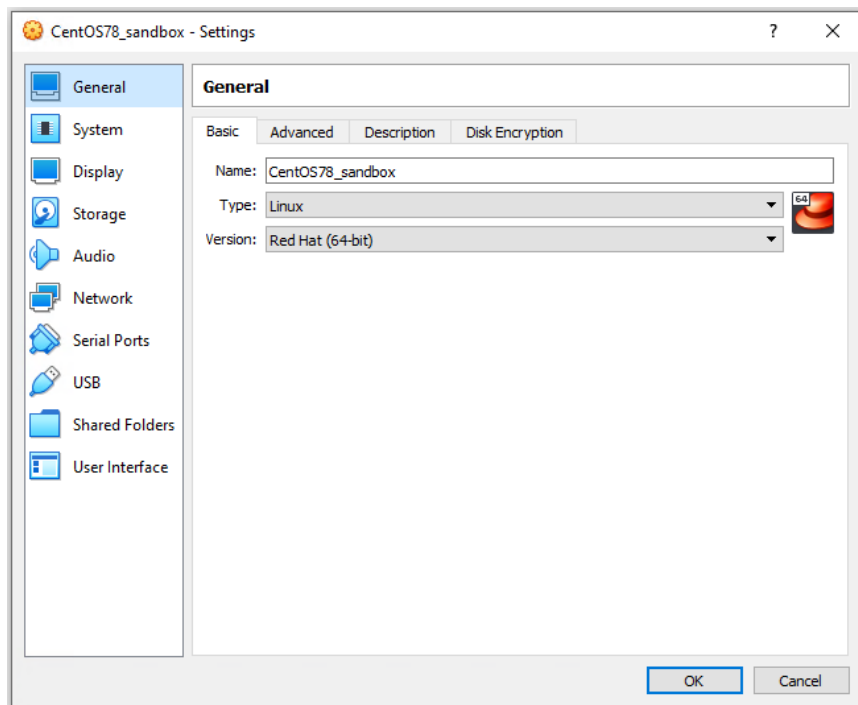 CentOS78_sandbox - Settings
?
General
System
Display
Storage
Audio
Network
Serial Ports
USB
Shared Folders
User Interface
General
Basic Advanced Description Disk Encryption
Name: CentOS78_sandbox
Type: Linux
64
Version: Red Hat (64-bit)
OK Cancel